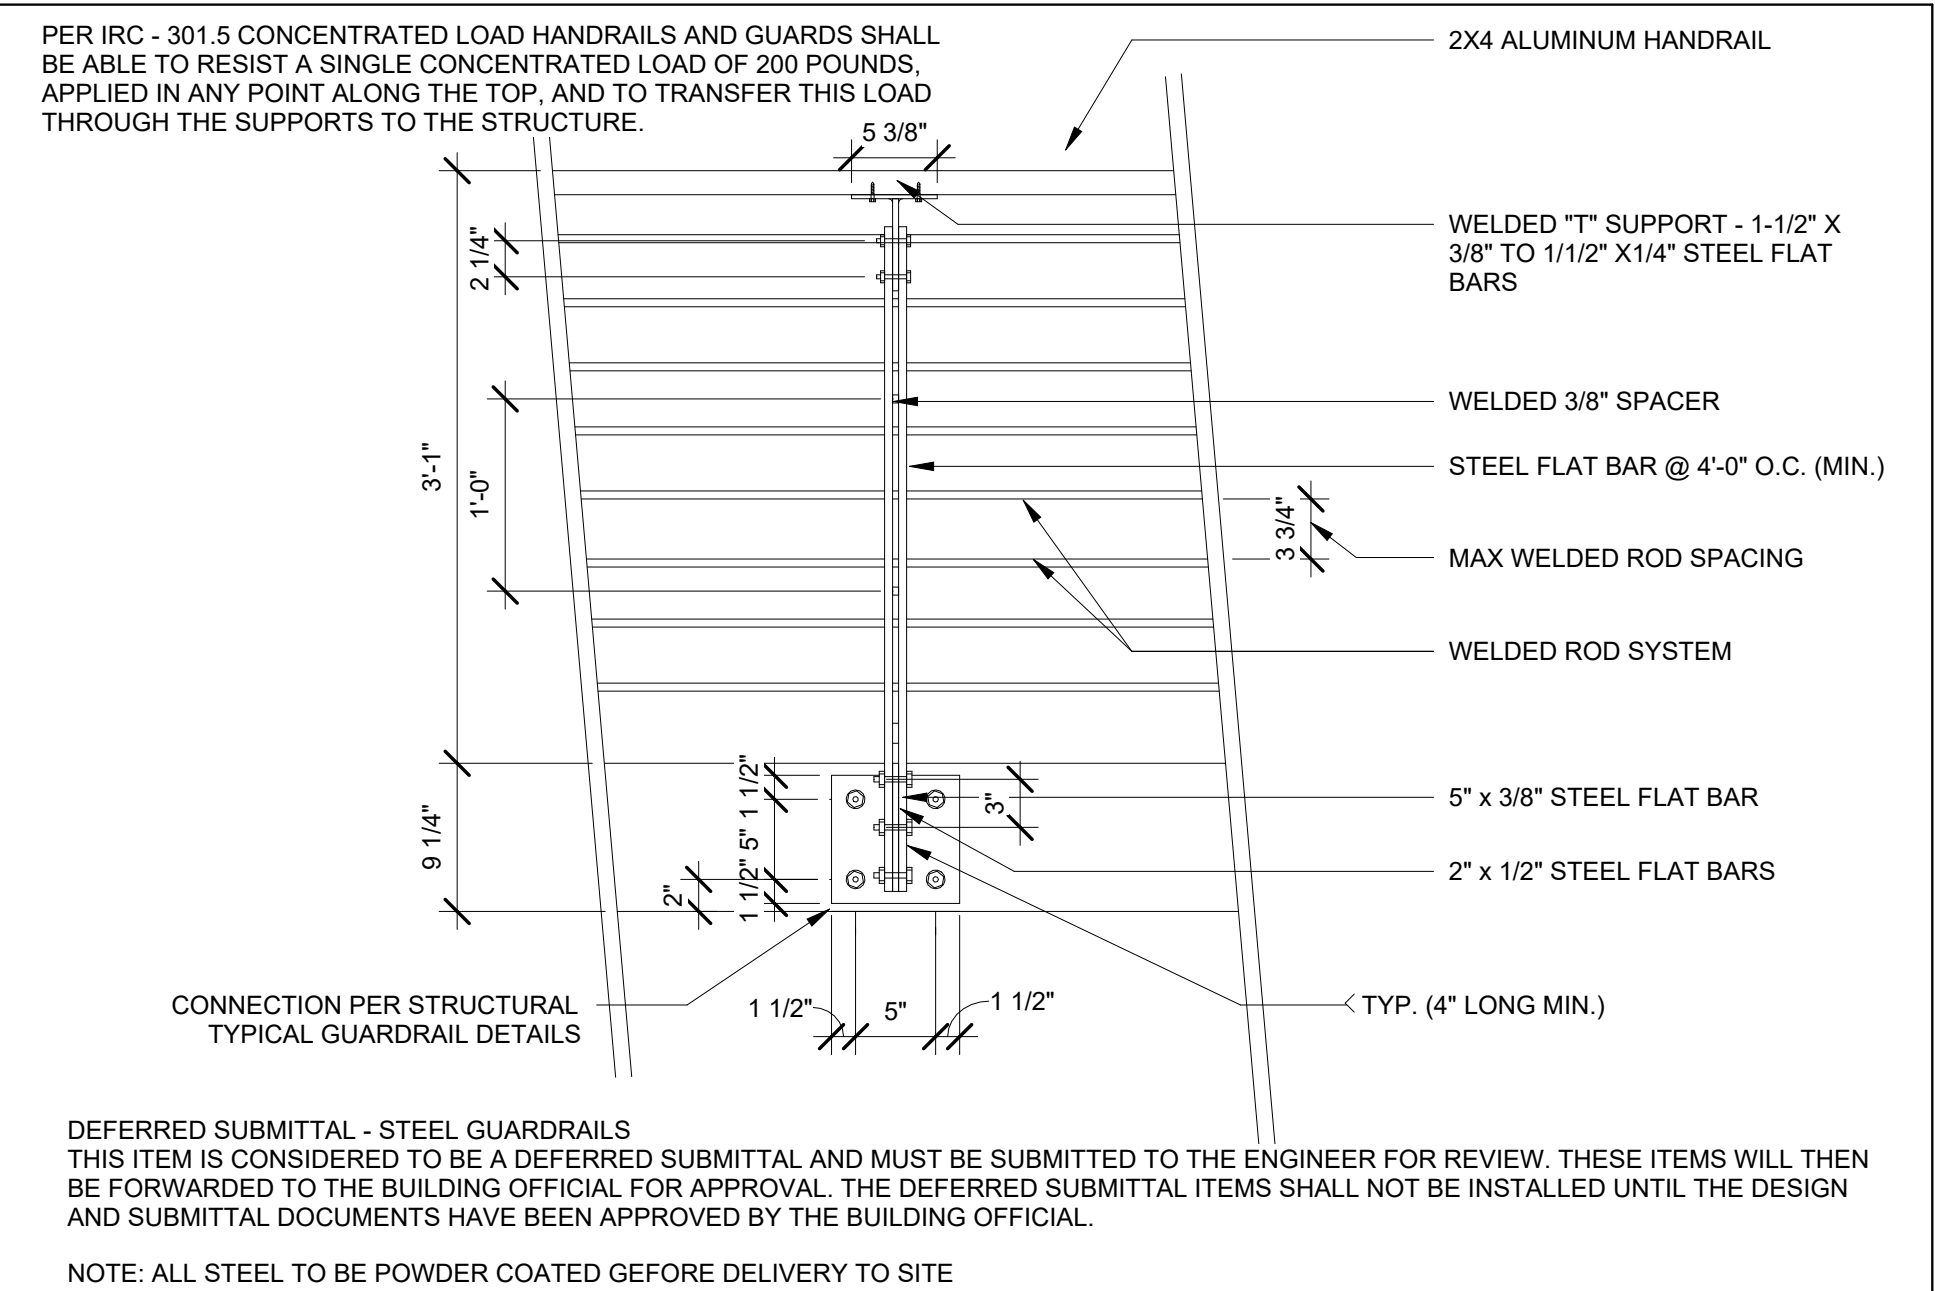 PER IRC - 301.5 CONCENTRATED LOAD HANDRAILS AND GUARDS SHALL
BE ABLE TO RESIST A SINGLE CONCENTRATED LOAD OF 200 POUNDS,
APPLIED IN ANY POINT ALONG THE TOP, AND TO TRANSFER THIS LOAD
THROUGH THE SUPPORTS TO THE STRUCTURE.
2X4 ALUMINUM HANDRAIL
5 3/8"
WELDED "T" SUPPORT - 1-1/2" X
3/8" TO 1/1/2" X1/4" STEEL FLAT
BARS
2 1/4"
WELDED 3/8" SPACER
3'-1"
1'-0"
STEEL FLAT BAR @ 4'-0" O.C. (MIN.)
3 3/4"
MAX WELDED ROD SPACING
WELDED ROD SYSTEM
9 1/4"
2"
1 1/2"
5"
1 1/2"
3"
5" x 3/8" STEEL FLAT BAR
2" x 1/2" STEEL FLAT BARS
CONNECTION PER STRUCTURAL
TYPICAL GUARDRAIL DETAILS
1 1/2"
5"
1 1/2"
TYP. (4" LONG MIN.)
DEFERRED SUBMITTAL - STEEL GUARDRAILS
THIS ITEM IS CONSIDERED TO BE A DEFERRED SUBMITTAL AND MUST BE SUBMITTED TO THE ENGINEER FOR REVIEW. THESE ITEMS WILL THEN
BE FORWARDED TO THE BUILDING OFFICIAL FOR APPROVAL. THE DEFERRED SUBMITTAL ITEMS SHALL NOT BE INSTALLED UNTIL THE DESIGN
AND SUBMITTAL DOCUMENTS HAVE BEEN APPROVED BY THE BUILDING OFFICIAL.
NOTE: ALL STEEL TO BE POWDER COATED GEFORE DELIVERY TO SITE